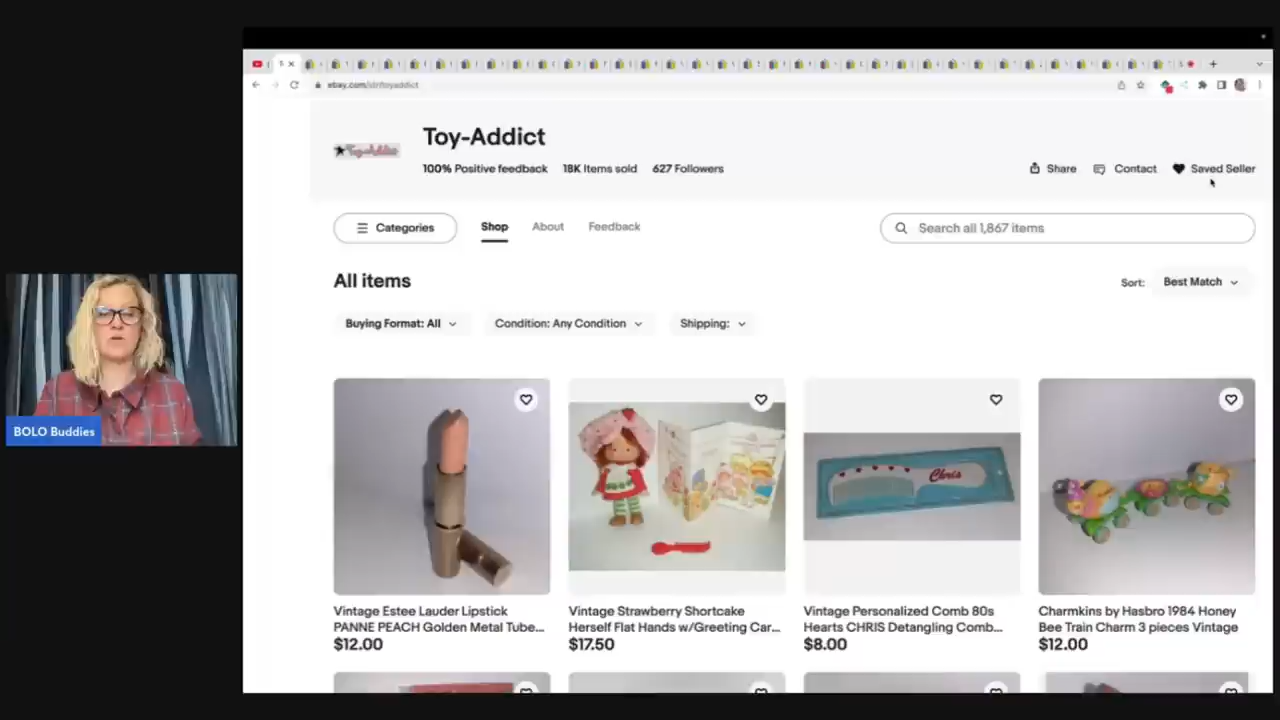 ebay.com/str/toyaddict
Toy-Addict
Toy-Addict
100% Positive feedback 18K Items sold 627 Followers
Share Contact Saved Seller
Categories Shop About Feedback Search all 1,867 items
All items
Sort: Best Match
Buying Format: All Condition: Any Condition Shipping:
Chris
BOLO Buddies
Vintage Estee Lauder Lipstick
PANNE PEACH Golden Metal Tube...
$12.00
Vintage Strawberry Shortcake
Herself Flat Hands w/Greeting Car...
$17.50
Vintage Personalized Comb 80s
Hearts CHRIS Detangling Comb...
$8.00
Charmkins by Hasbro 1984 Honey
Bee Train Charm 3 pieces Vintage
$12.00